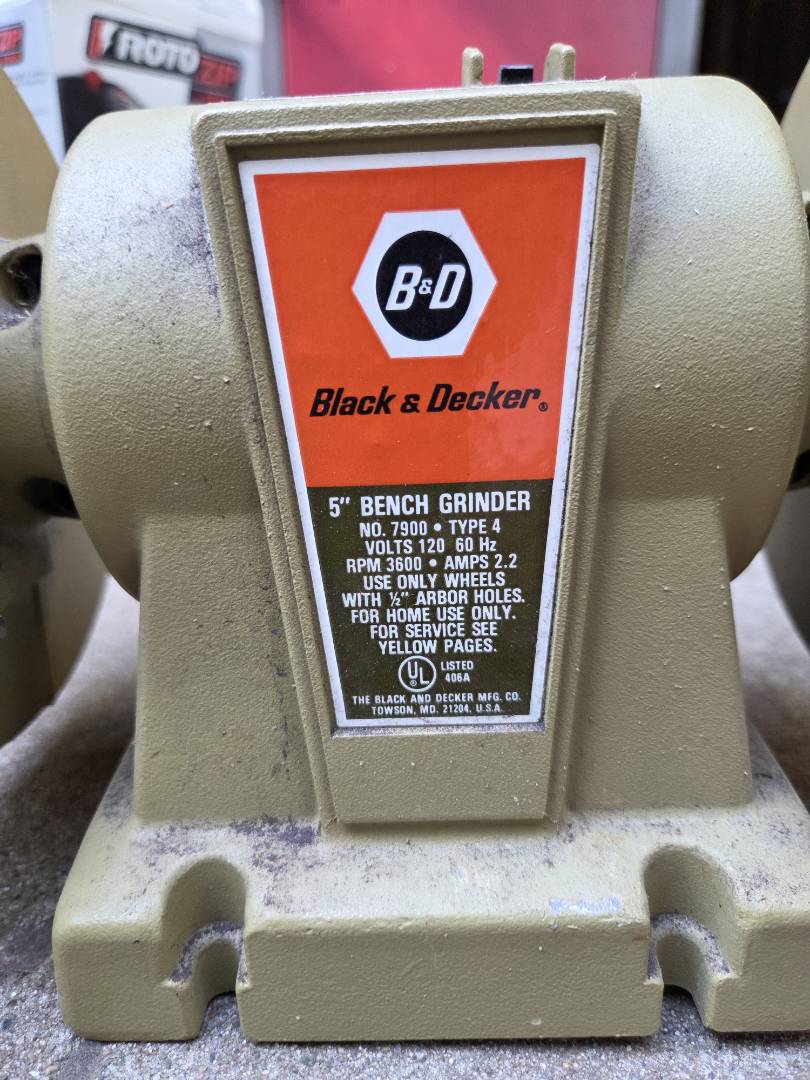 ROTOZIP
B&D
Black & Decker®
5" BENCH GRINDER
NO. 7900 • TYPE 4
VOLTS 120 60 Hz
RPM 3600 • AMPS 2.2
USE ONLY WHEELS
WITH ½" ARBOR HOLES.
FOR HOME USE ONLY.
FOR SERVICE SEE
YELLOW PAGES.
UL® LISTED
406A
THE BLACK AND DECKER MFG. CO.
TOWSON, MD. 21204, U.S.A.